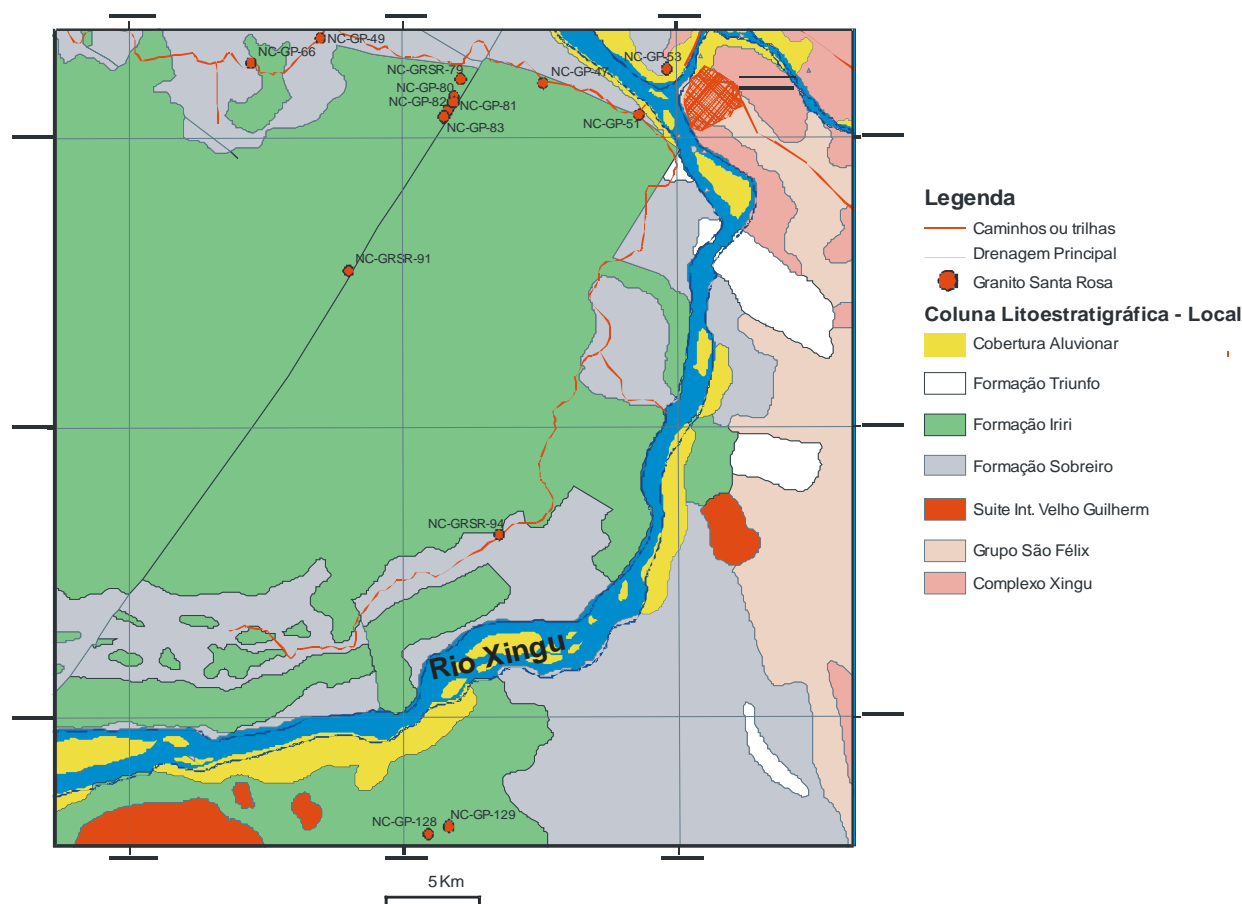 NC-GP-49
NC-GP-66
NC-GP-53
NC-GRSR-79
NC-GP-47
NC-GP-80
NC-GP-82
NC-GP-81
NC-GP-51
NC-GP-83
NC-GRSR-91
NC-GRSR-94
Rio Xingu
NC-GP-129
NC-GP-128
5 Km
Legenda
Caminhos ou trilhas
Drenagem Principal
Granito Santa Rosa
Coluna Litoestratigráfica - Local
Cobertura Aluvionar
Formação Triunfo
Formação Iriri
Formação Sobreiro
Suite Int. Velho Guilherm
Grupo São Félix
Complexo Xingu